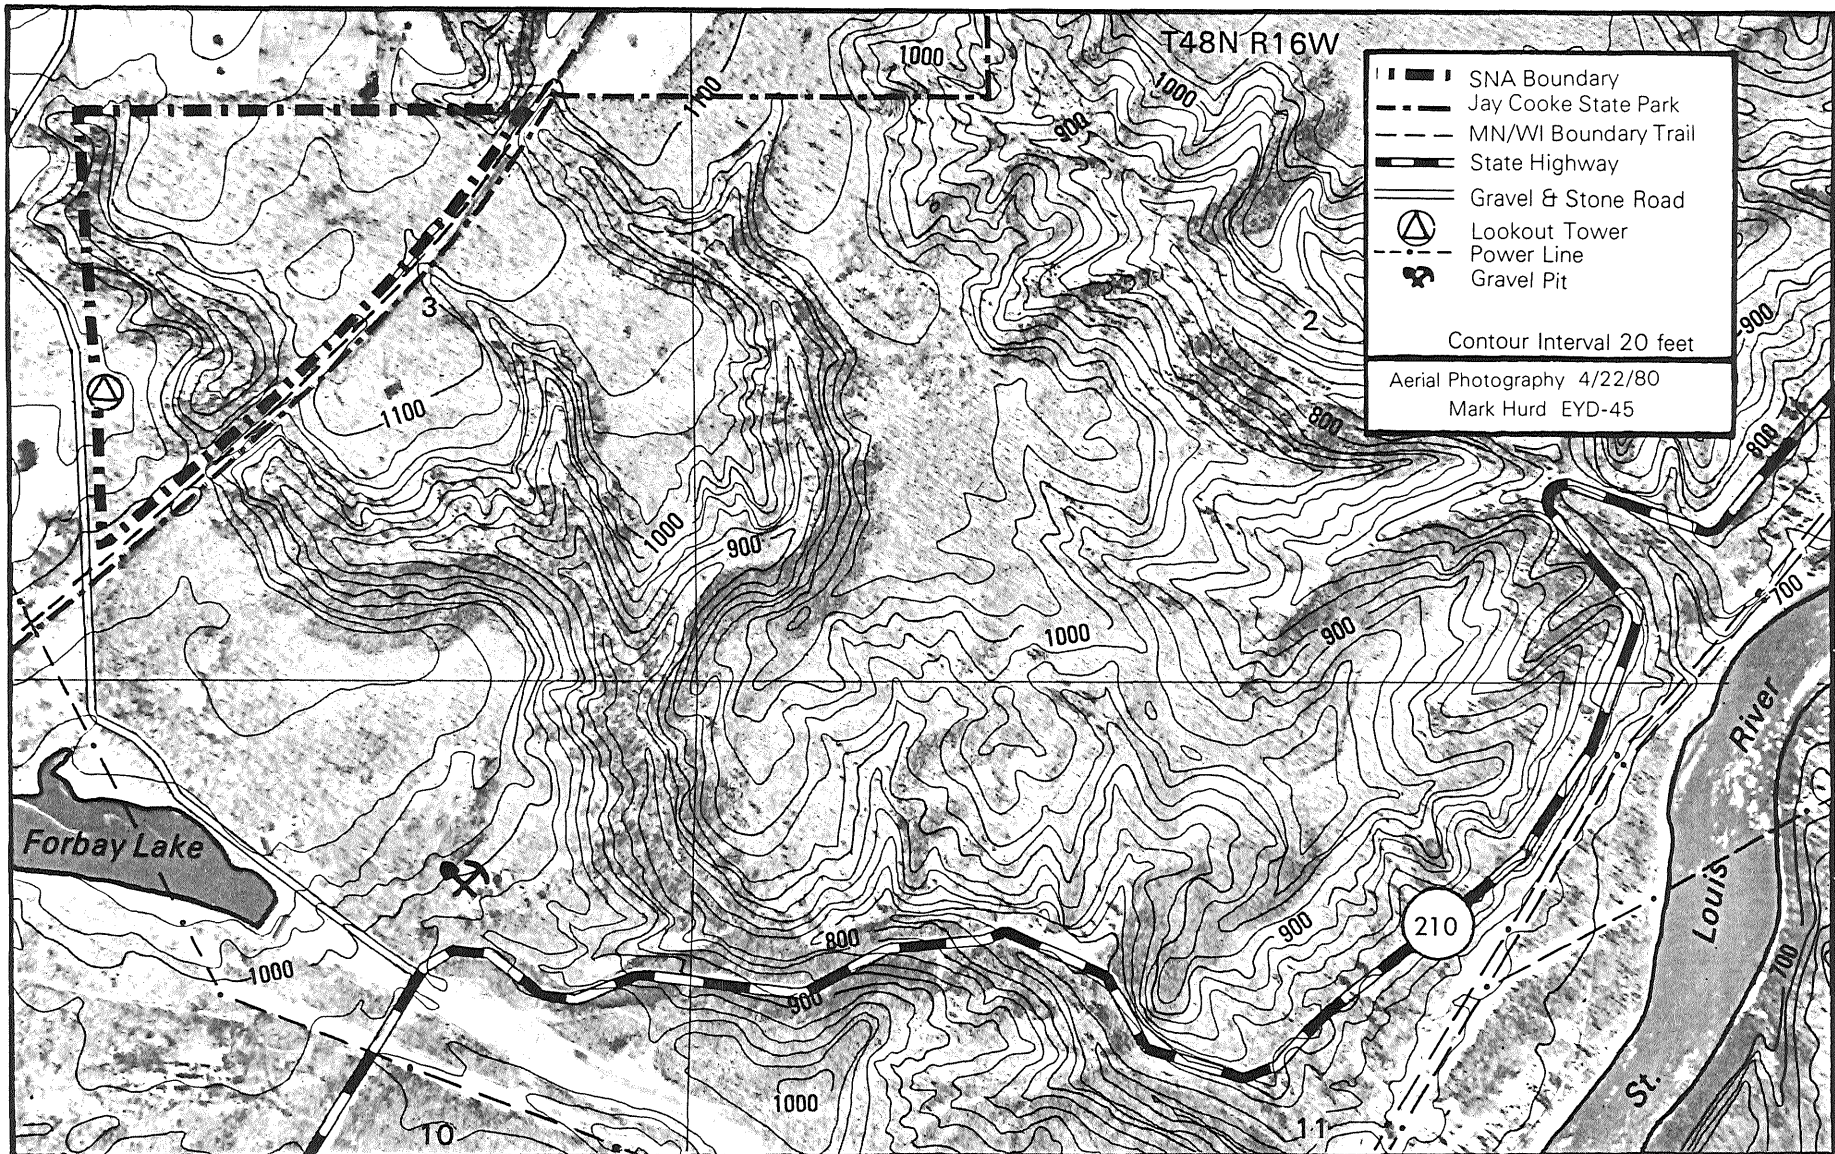 T48N R16W
SNA Boundary
Jay Cooke State Park
MN/WI Boundary Trail
State Highway
Gravel & Stone Road
Lookout Tower
Power Line
Gravel Pit
Contour Interval 20 feet
Aerial Photography 4/22/80
Mark Hurd EYD-45
1000
1100
1000
900
3
2
900
1100
800
800
1000
900
700
1000
900
River
Forbay Lake
Louis
210
900
800
1000
900
700
1000
St.
10
11